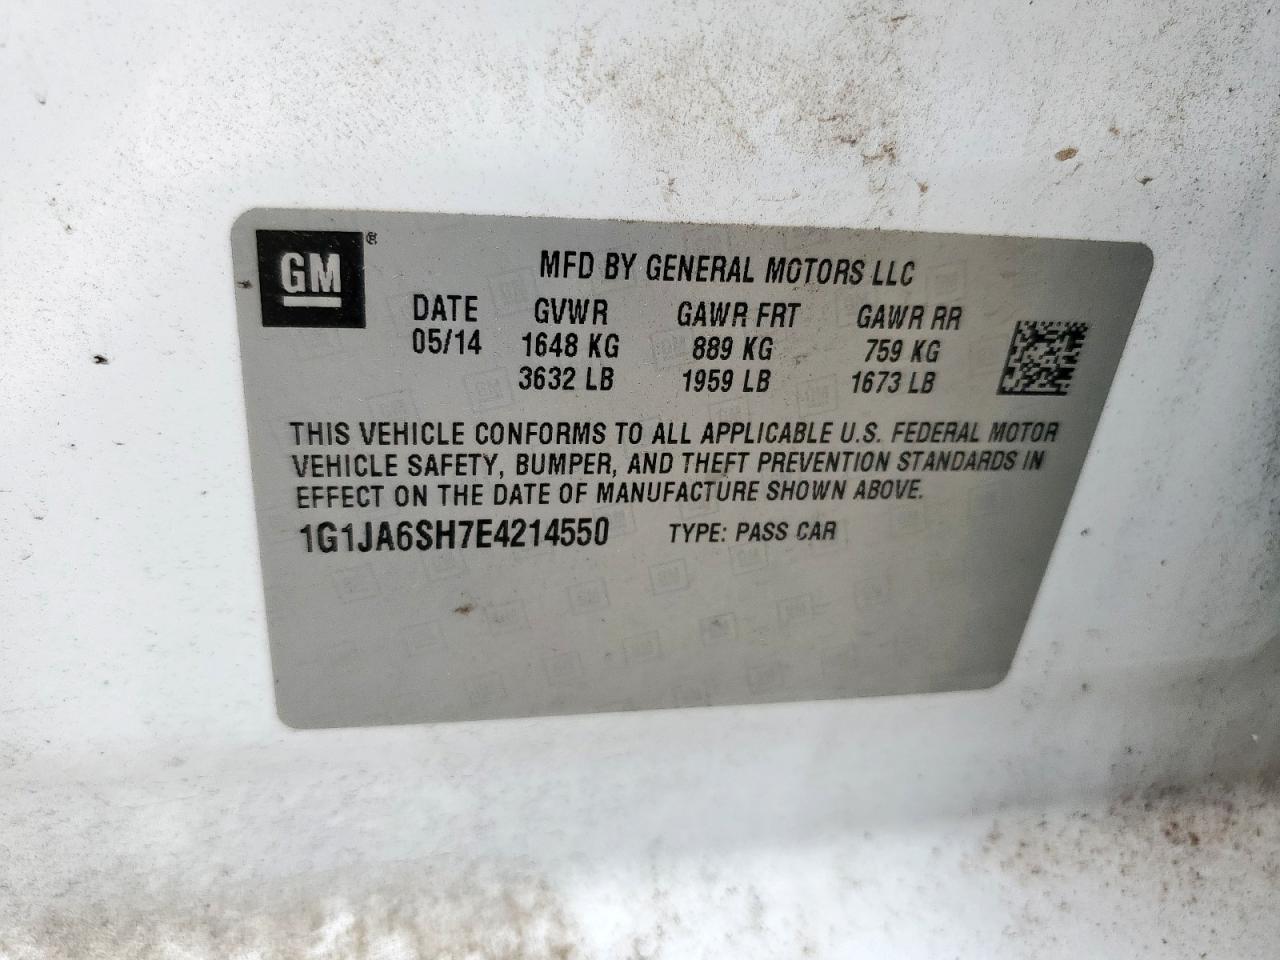 GM®
MFD BY GENERAL MOTORS LLC
DATE GVWR GAWR FRT GAWR RR
05/14 1648 KG 889 KG 759 KG
3632 LB 1959 LB 1673 LB
THIS VEHICLE CONFORMS TO ALL APPLICABLE U.S. FEDERAL MOTOR
VEHICLE SAFETY, BUMPER, AND THEFT PREVENTION STANDARDS IN
EFFECT ON THE DATE OF MANUFACTURE SHOWN ABOVE.
1G1JA6SH7E4214550 TYPE: PASS CAR